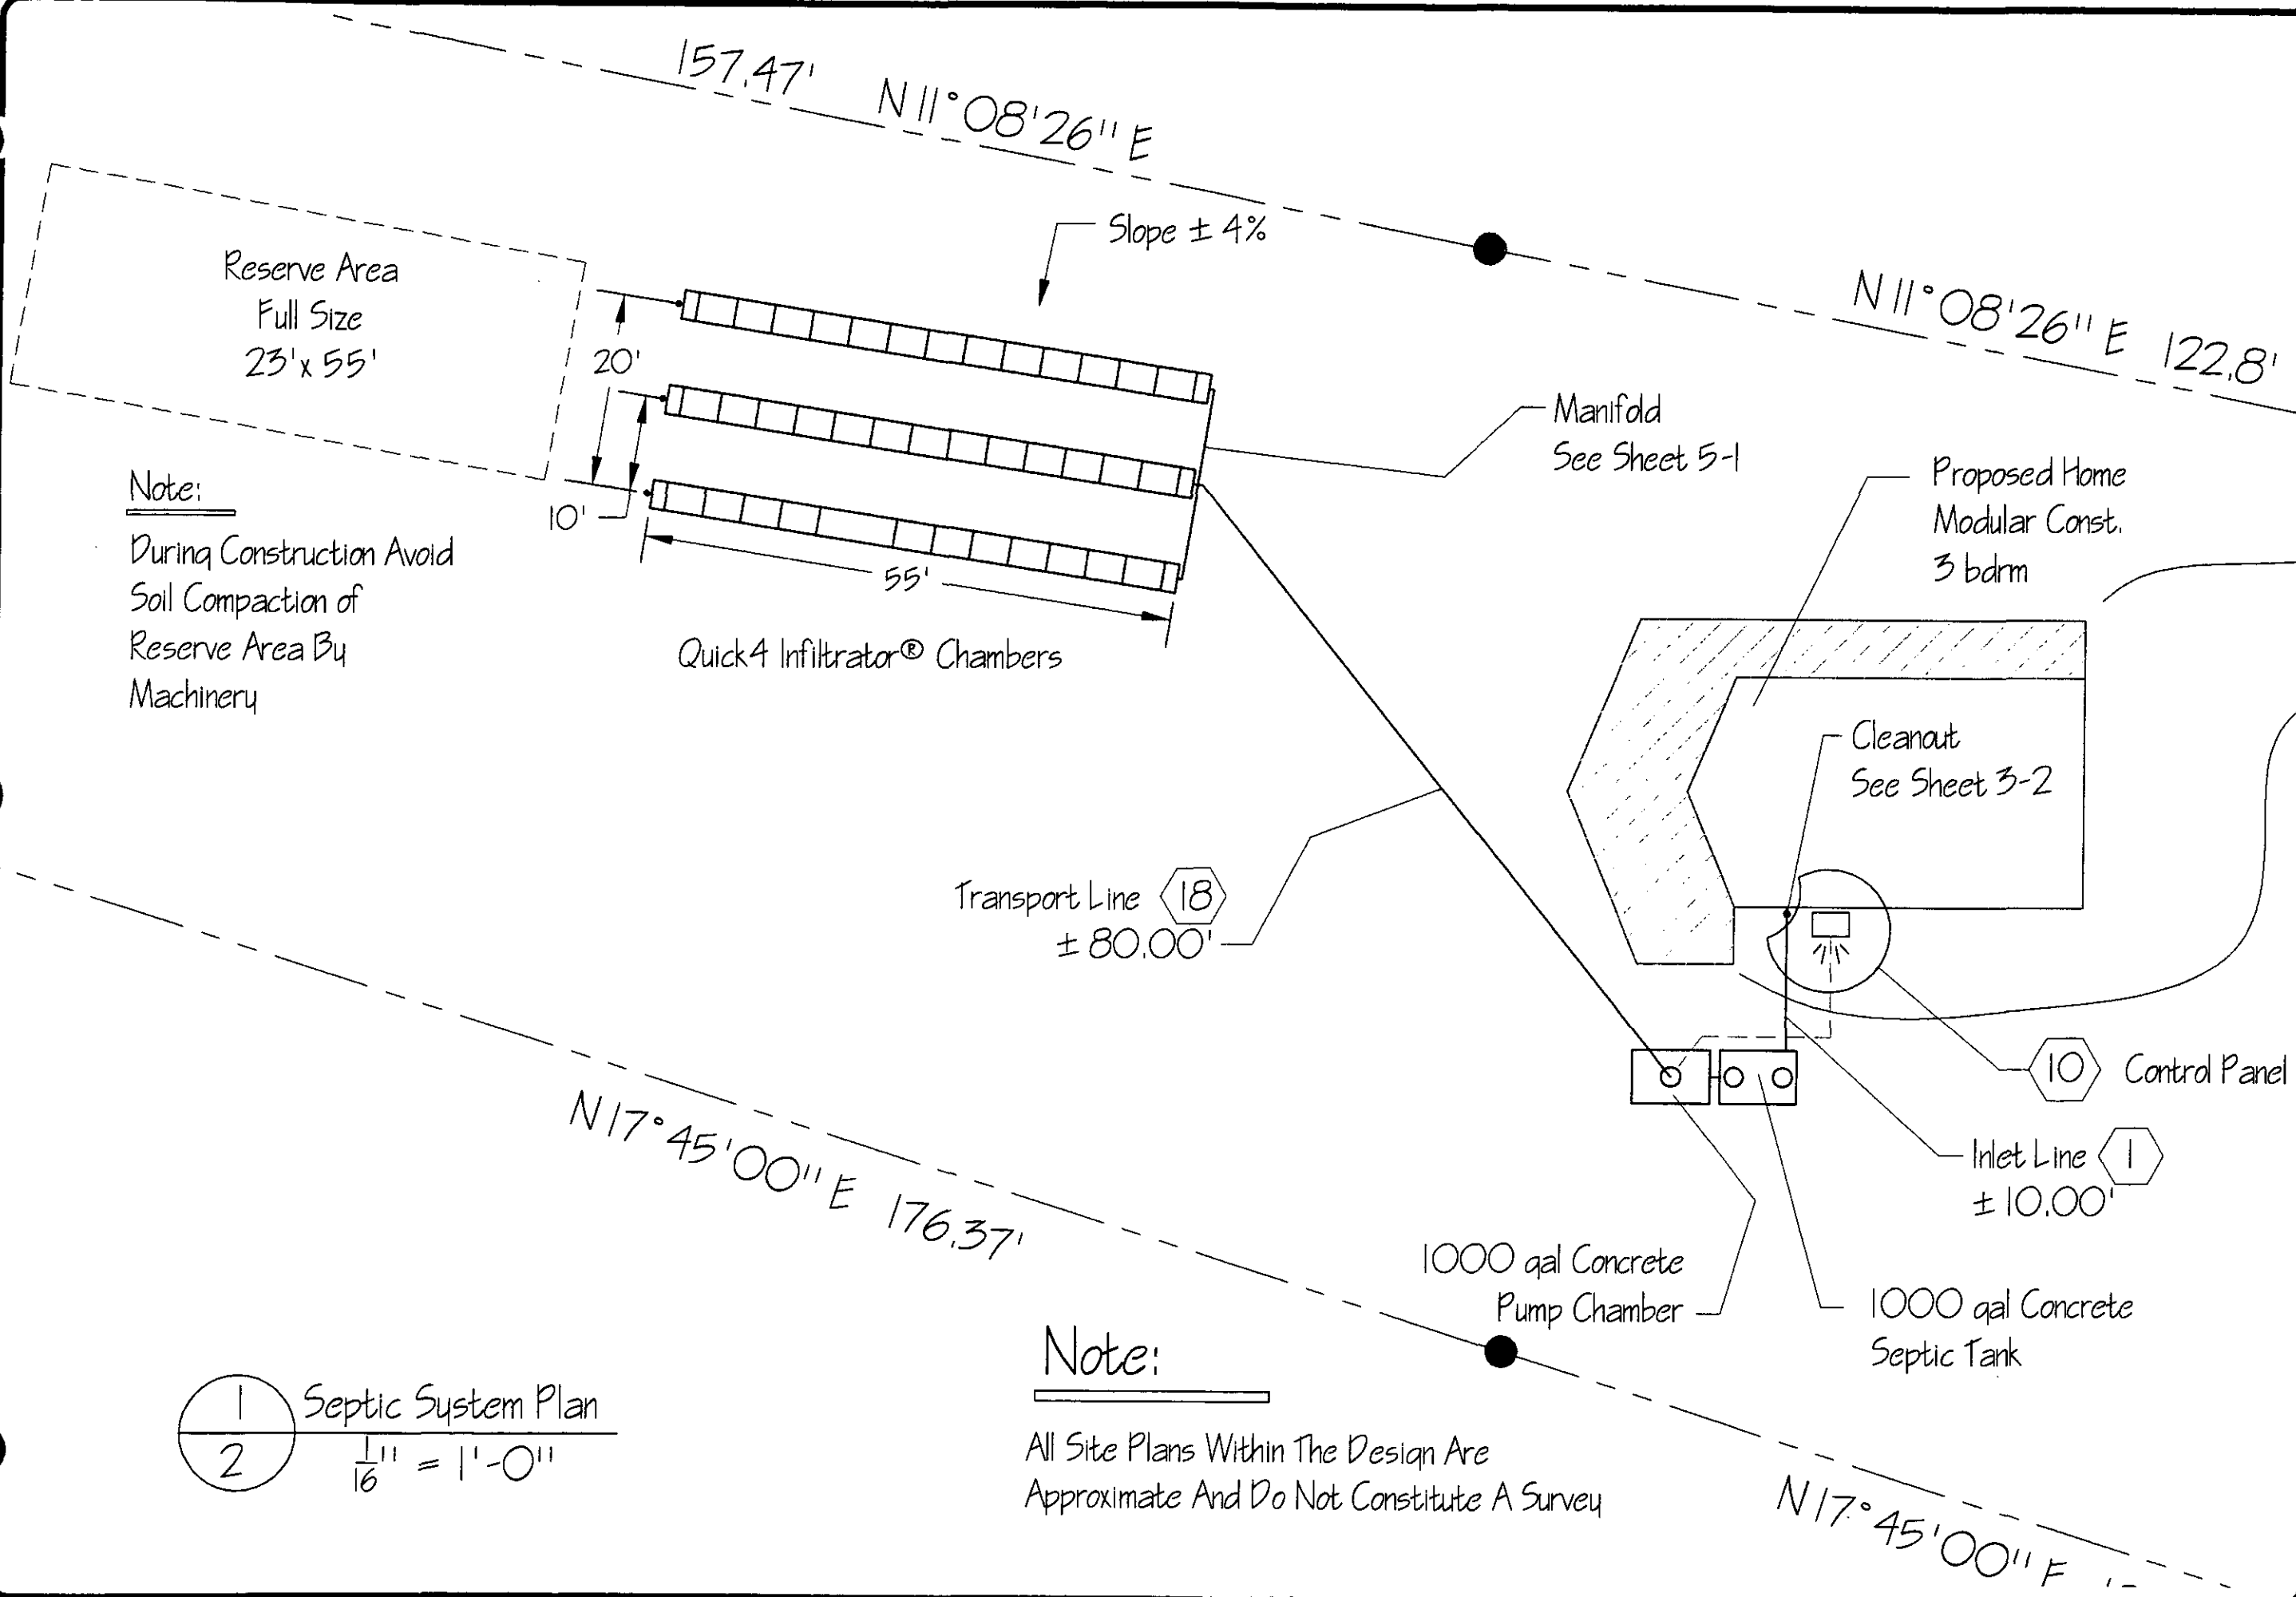 157.47' N 11°08'26" E
Slope ± 4%
Reserve Area
Full Size
23' x 55'
20'
10'
55'
N 11°08'26" E 122.8'
Manifold
See Sheet 5-1
Note:
During Construction Avoid
Soil Compaction of
Reserve Area By
Machinery
Quick4 Infiltrator® Chambers
Proposed Home
Modular Const.
3 bdrm
Cleanout
See Sheet 3-2
Transport Line 18
± 80.00'
10 Control Panel
Inlet Line 1
± 10.00'
N 17°45'00" E 176.37'
1000 gal Concrete
Pump Chamber
1000 gal Concrete
Septic Tank
1
2
Septic System Plan
1/16" = 1'-0"
Note:
All Site Plans Within The Design Are
Approximate And Do Not Constitute A Survey
N 17°45'00"